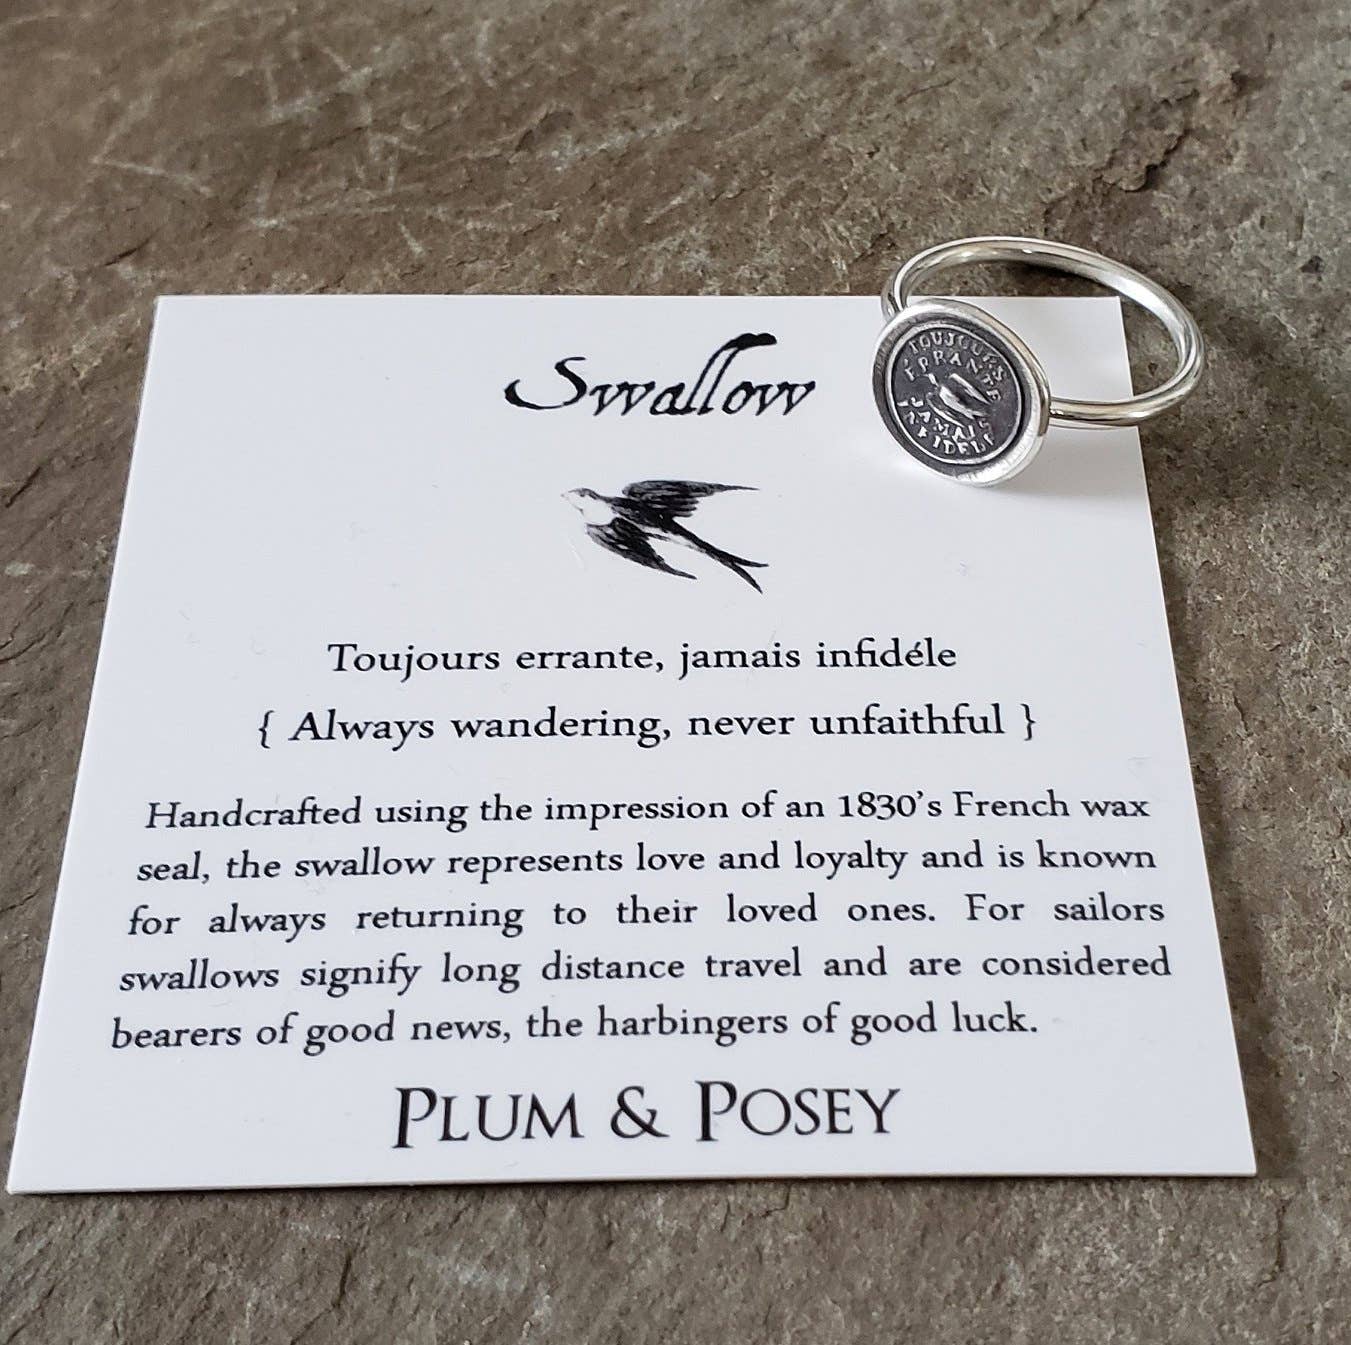 Swallow
TOUJOURS
ÉRRANTE
JAMAIS
INFIDELE
Toujours errante, jamais infidéle
{ Always wandering, never unfaithful }
Handcrafted using the impression of an 1830's French wax
seal, the swallow represents love and loyalty and is known
for always returning to their loved ones. For sailors
swallows signify long distance travel and are considered
bearers of good news, the harbingers of good luck.
PLUM & POSEY